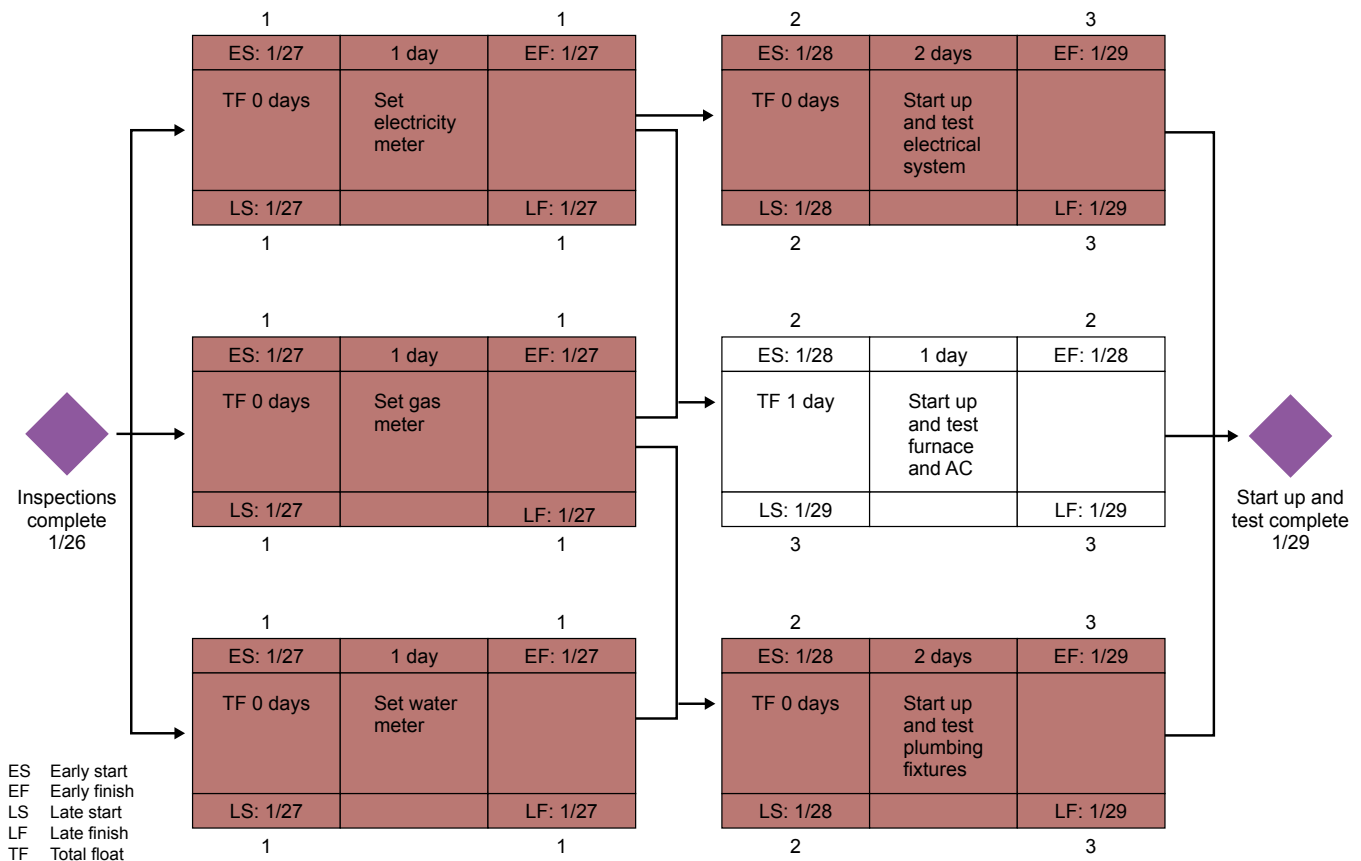 1 1 2 3
ES: 1/27 1 day EF: 1/27 ES: 1/28 2 days EF: 1/29
TF 0 days Set TF 0 days Start up
electricity and test
meter electrical
system
LS: 1/27 LF: 1/27 LS: 1/28 LF: 1/29
1 1 2 3
1 1 2 2
ES: 1/27 1 day EF: 1/27 ES: 1/28 1 day EF: 1/28
TF 0 days Set gas TF 1 day Start up
meter and test
furnace
and AC
Inspections
complete
1/26
LS: 1/27 LF: 1/27 LS: 1/29 LF: 1/29
Start up and
test complete
1/29
1 1 3 3
1 1 2 3
ES: 1/27 1 day EF: 1/27 ES: 1/28 2 days EF: 1/29
TF 0 days Set water TF 0 days Start up
meter and test
plumbing
fixtures
LS: 1/27 LF: 1/27 LS: 1/28 LF: 1/29
1 1 2 3
ES Early start
EF Early finish
LS Late start
LF Late finish
TF Total float